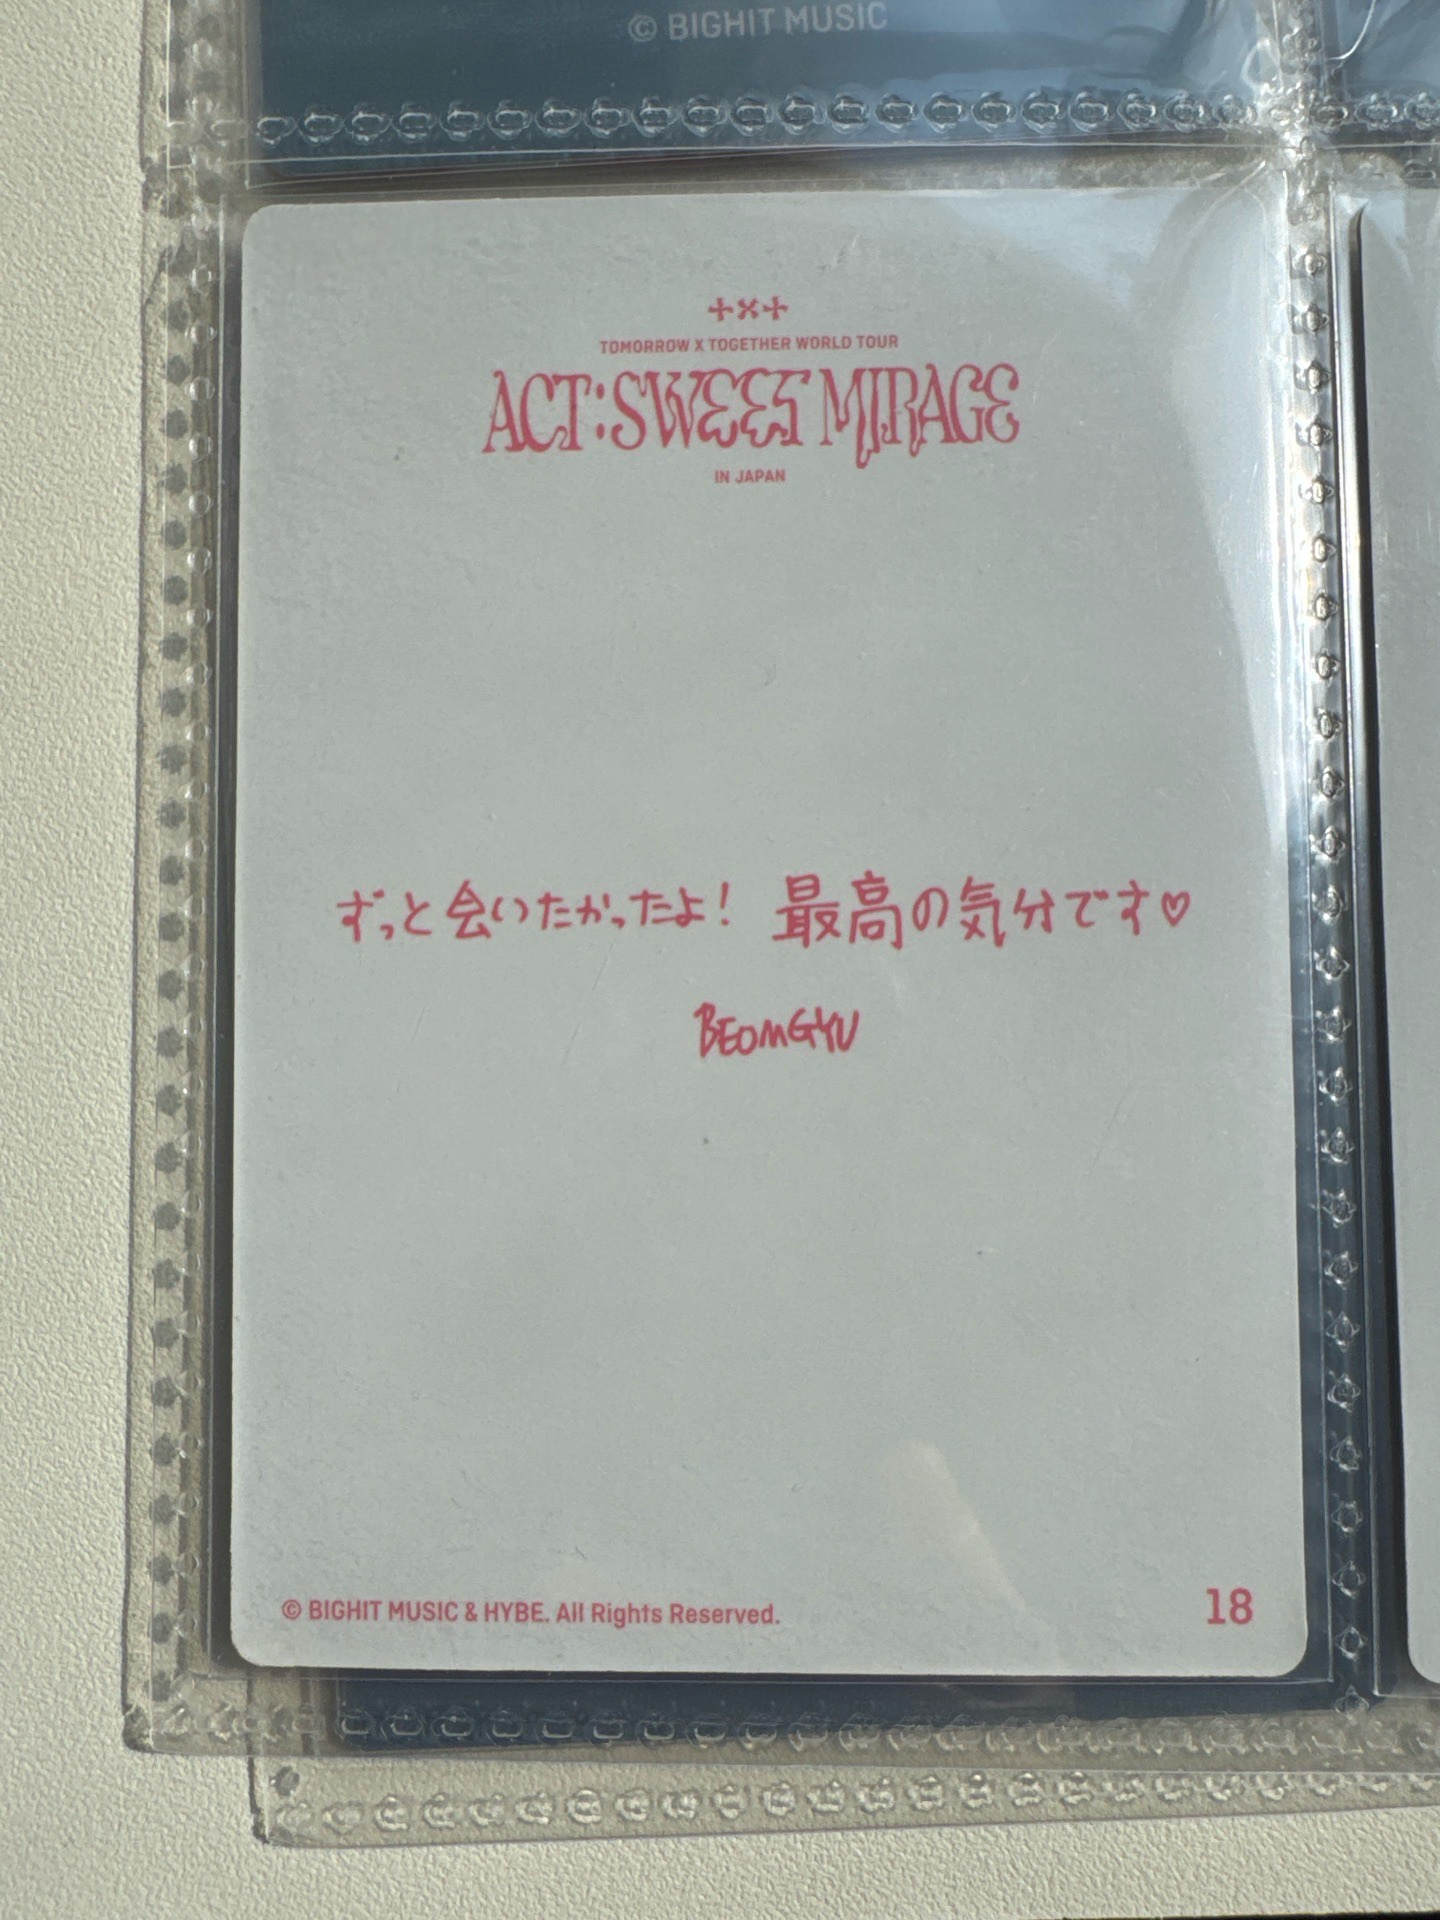 © BIGHIT MUSIC
TOMORROW X TOGETHER WORLD TOUR
ACT:SWEET MIRAGE
IN JAPAN
ずっと会いたかったよ! 最高の気分です♡
BEOMGYU
© BIGHIT MUSIC & HYBE. All Rights Reserved.
18